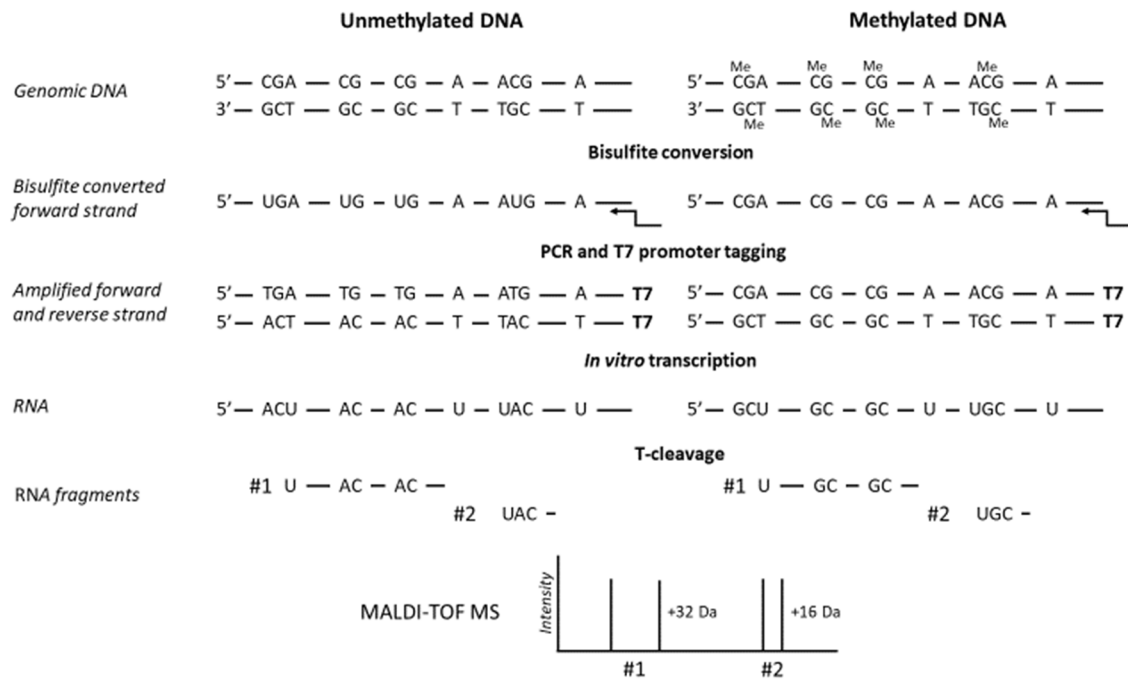 Unmethylated DNA Methylated DNA
Me Me Me Me
Genomic DNA 5’ — CGA — CG – CG — A — ACG — A — 5’ — CGA — CG – CG — A — ACG — A —
3’ — GCT — GC – GC — T — TGC — T — 3’ — GCT — GC – GC — T — TGC — T —
Me Me Me Me
Bisulfite conversion
Bisulfite converted
forward strand 5’ — UGA — UG – UG — A — AUG — A — 5’ — CGA — CG – CG — A — ACG — A —
PCR and T7 promoter tagging
Amplified forward
and reverse strand
5’ — TGA — TG – TG — A — ATG — A — T7 5’ — CGA — CG – CG — A — ACG — A — T7
5’ — ACT — AC – AC — T — TAC — T — T7 5’ — GCT — GC – GC — T — TGC — T — T7
In vitro transcription
RNA 5’ — ACU — AC – AC — U — UAC — U — 5’ — GCU — GC – GC — U — UGC — U —
T-cleavage
RNA fragments #1 U — AC – AC – #1 U — GC – GC –
#2 UAC – #2 UGC –
MALDI-TOF MS Intensity +32 Da +16 Da
#1 #2